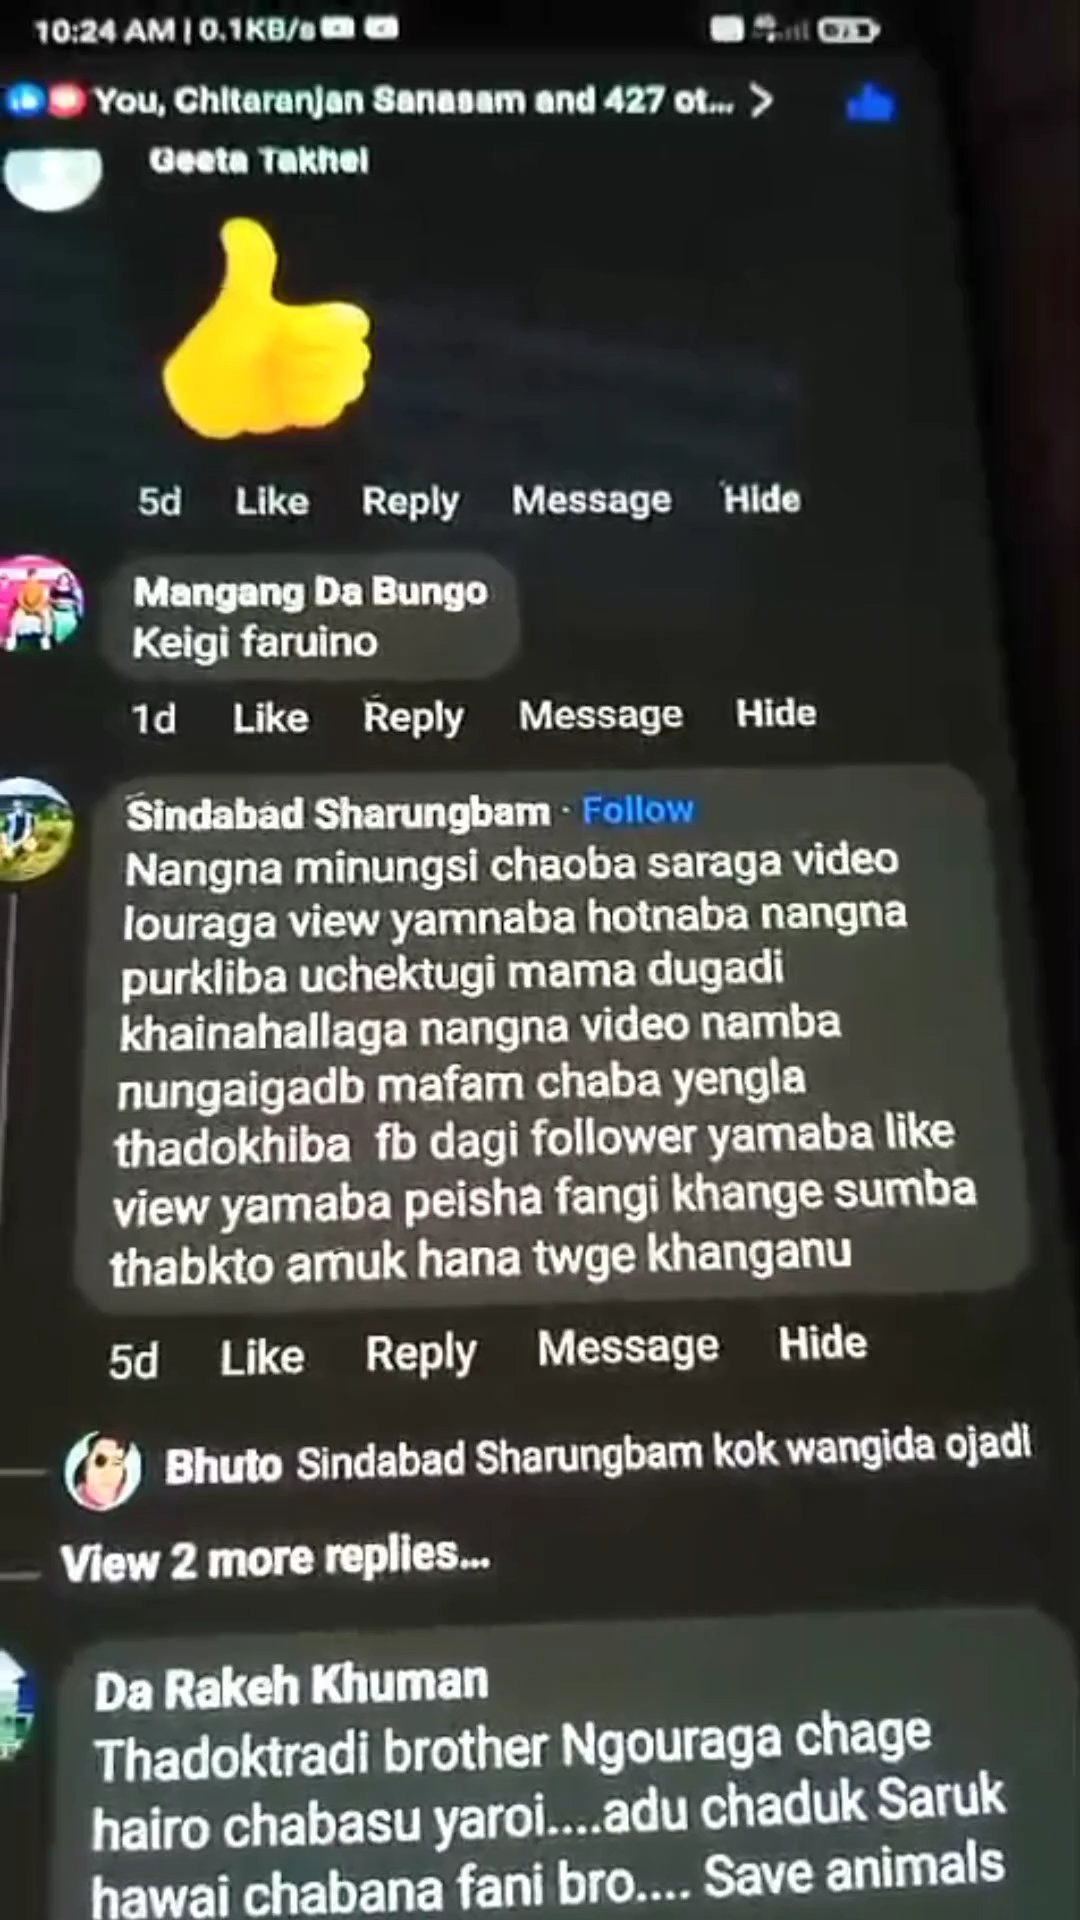 10:24 AM | 0.1KB/s
You, Chitaranjan Sanasam and 427 ot...
Geeta Takhel
5d Like Reply Message Hide
Mangang Da Bungo
Keigi faruino
1d Like Reply Message Hide
Sindabad Sharungbam · Follow
Nangna minungsi chaoba saraga video
louraga view yamnaba hotnaba nangna
purkliba uchektugi mama dugadi
khainahallaga nangna video namba
nungaigadb mafam chaba yengla
thadokhiba fb dagi follower yamaba like
view yamaba peisha fangi khange sumba
thabkto amuk hana twge khanganu
5d Like Reply Message Hide
Bhuto Sindabad Sharungbam kok wangida ojadi
View 2 more replies...
Da Rakeh Khuman
Thadoktradi brother Ngouraga chage
hairo chabasu yaroi....adu chaduk Saruk
hawai chabana fani bro.... Save animals